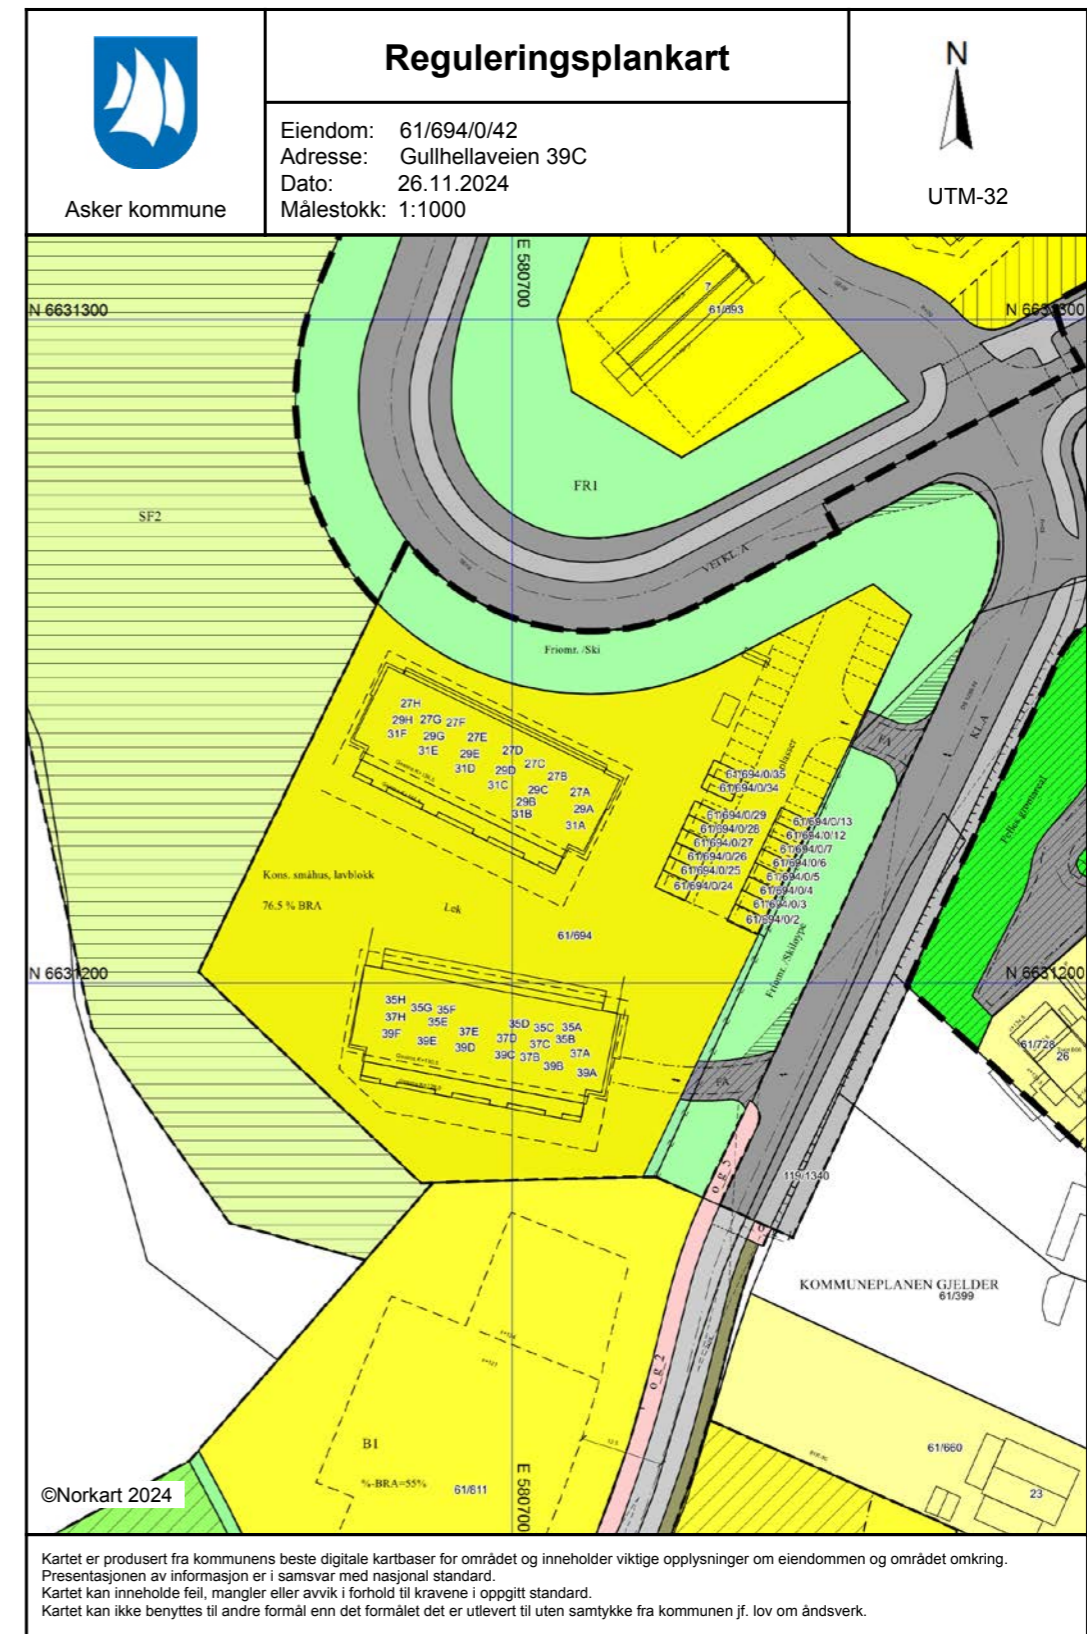 Asker kommune
Reguleringsplankart
Eiendom: 61/694/0/42
Adresse: Gullhellaveien 39C
Dato: 26.11.2024
Målestokk: 1:1000
N
UTM-32
E 580700
N 6631300
N 6631300
7
61/693
FR1
SF2
VEI KL. A
Friomr. /Ski
KL.A
FA
27H
29H 27G 27F
31F 29G 27E
31E 29E 27D
31D 29D 27C
31C 29C 27B
29B 27A
31B 29A
31A
61/694/0/35
61/694/0/34
61/694/0/29
61/694/0/28
61/694/0/27
61/694/0/26
61/694/0/25
61/694/0/24
61/694/0/13
61/694/0/12
61/694/0/7
61/694/0/6
61/694/0/5
61/694/0/4
61/694/0/3
61/694/0/2
Kons. småhus, lavblokk
76.5 % BRA
Lek
61/694
Friomr. /Skiløype
Felles grøntareal
N 6631200
N 6631200
35H 35G 35F
37H 35E 37E 35D 35C 35A
39F 39E 39D 37D 37C 35B
39C 37B 37A
39B 39A
FA
61/728
26
o_g_3
119/1340
KOMMUNEPLANEN GJELDER
61/399
o_g_2
12.5
B1
%-BRA=55%
61/611
E 580700
61/660
23
©Norkart 2024
Kartet er produsert fra kommunens beste digitale kartbaser for området og inneholder viktige opplysninger om eiendommen og området omkring.
Presentasjonen av informasjon er i samsvar med nasjonal standard.
Kartet kan inneholde feil, mangler eller avvik i forhold til kravene i oppgitt standard.
Kartet kan ikke benyttes til andre formål enn det formålet det er utlevert til uten samtykke fra kommunen jf. lov om åndsverk.